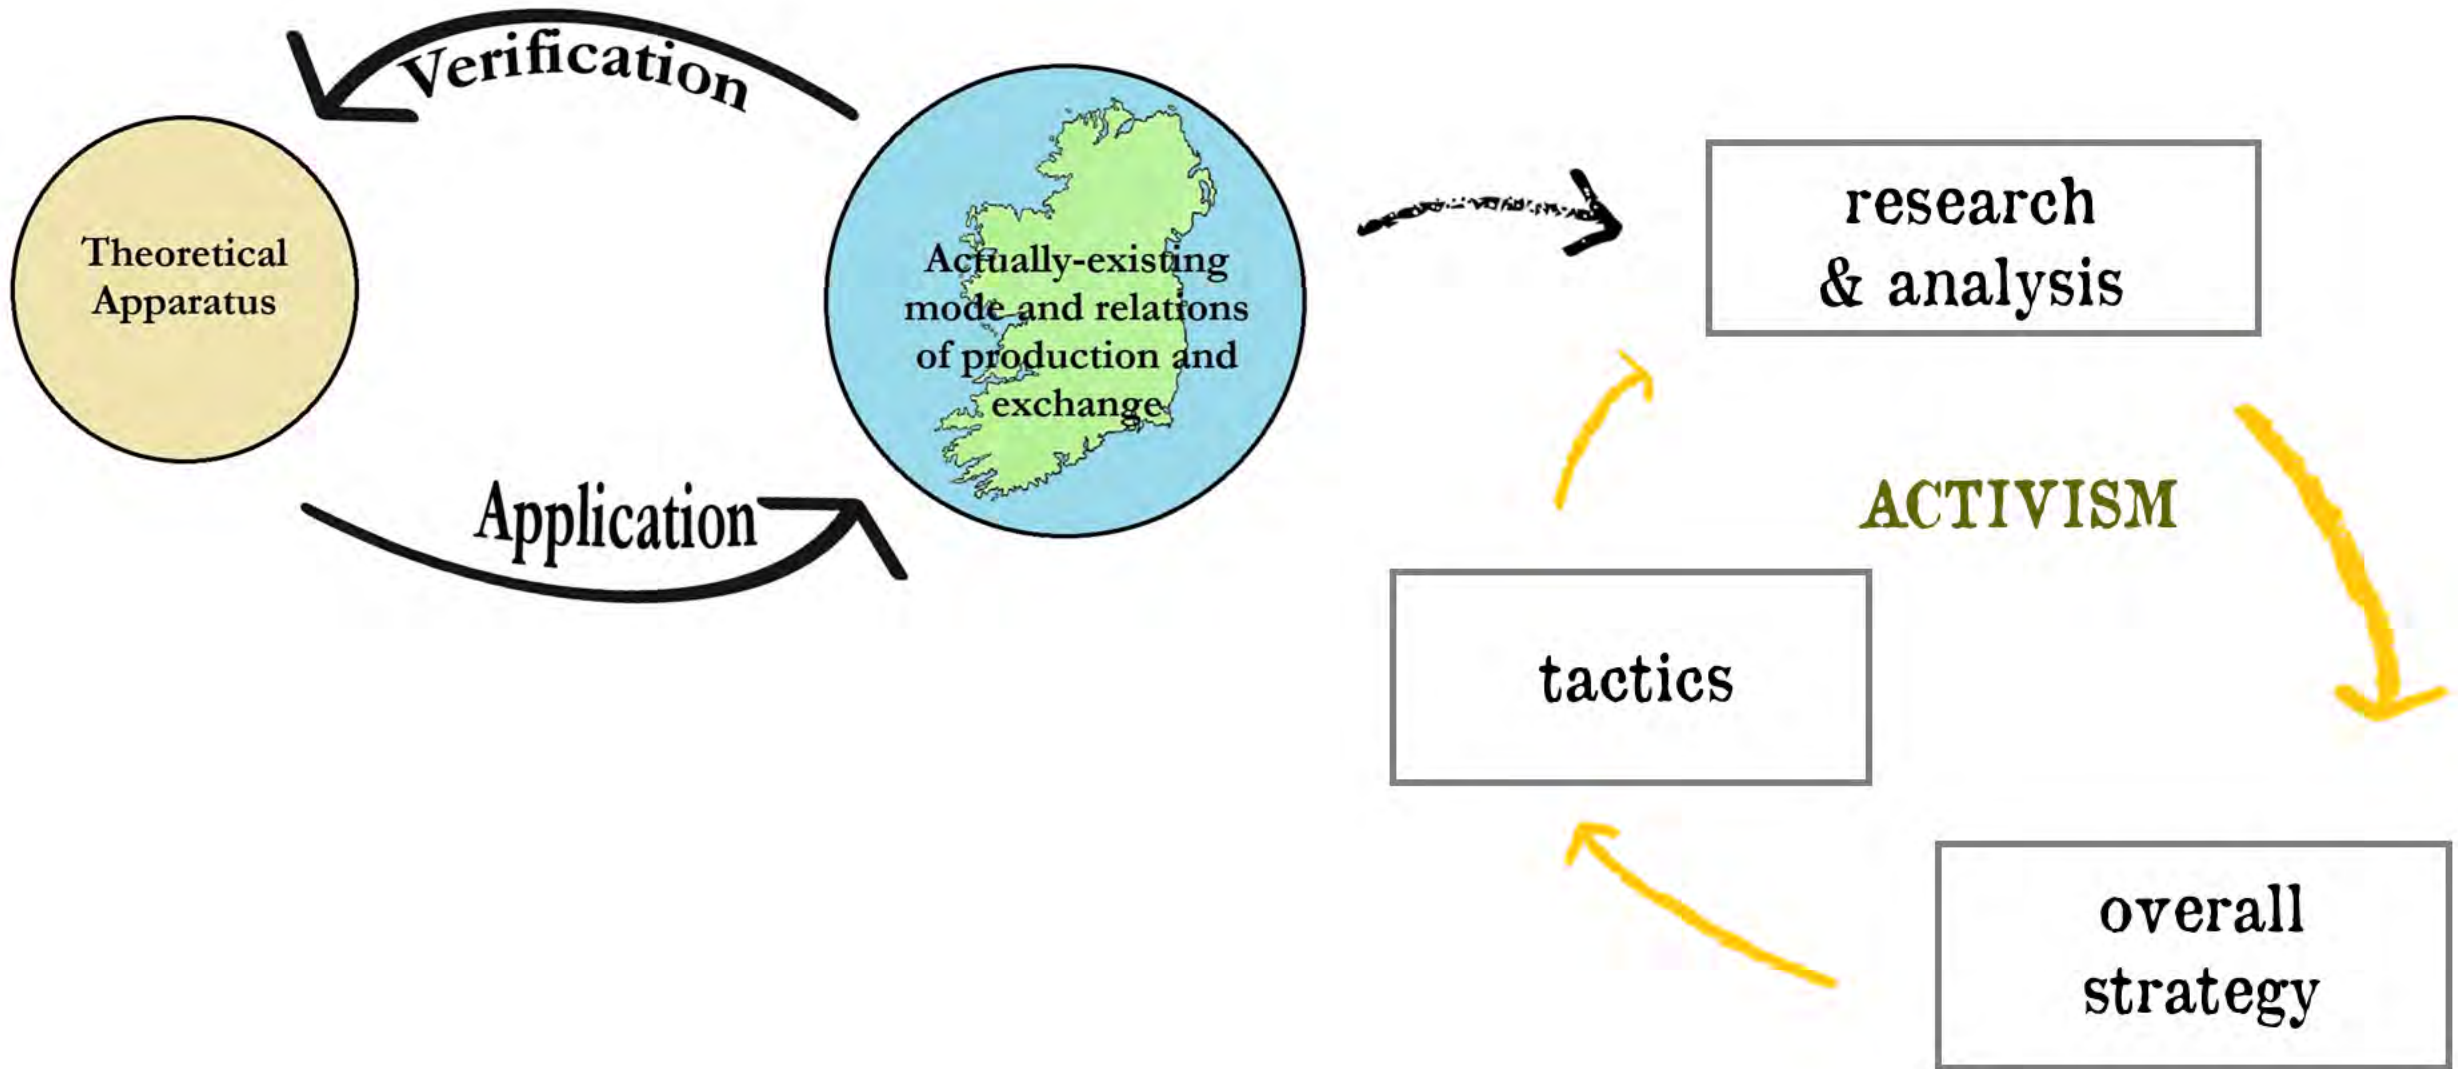 Verification
Theoretical
Apparatus
Application
Actually-existing
mode and relations
of production and
exchange
research
& analysis
ACTIVISM
tactics
overall
strategy